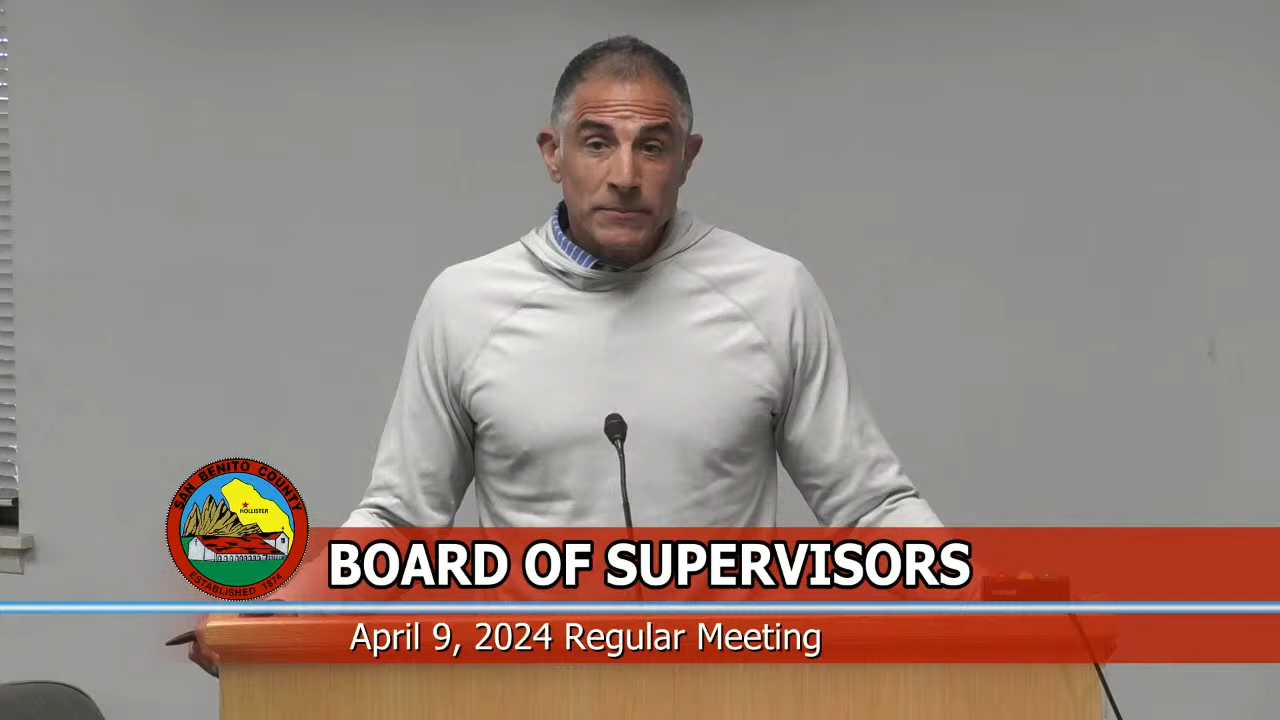 SAN BENITO COUNTY
HOLLISTER
ESTABLISHED 1874
BOARD OF SUPERVISORS
April 9, 2024 Regular Meeting